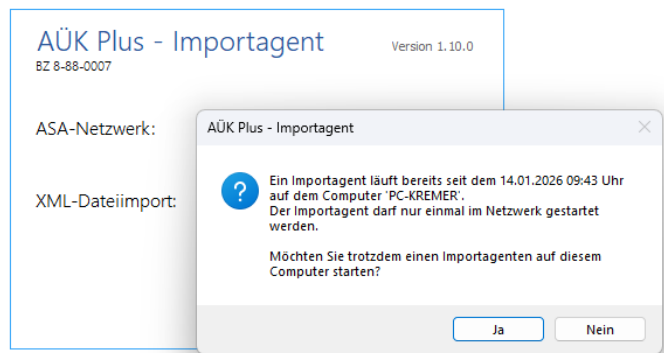 AÜK Plus - Importagent
Version 1.10.0
BZ 8-88-0007
ASA-Netzwerk:
XML-Dateiimport:
AÜK Plus - Importagent
Ein Importagent läuft bereits seit dem 14.01.2026 09:43 Uhr
auf dem Computer 'PC-KREMER'.
Der Importagent darf nur einmal im Netzwerk gestartet
werden.
Möchten Sie trotzdem einen Importagenten auf diesem
Computer starten?
Ja
Nein